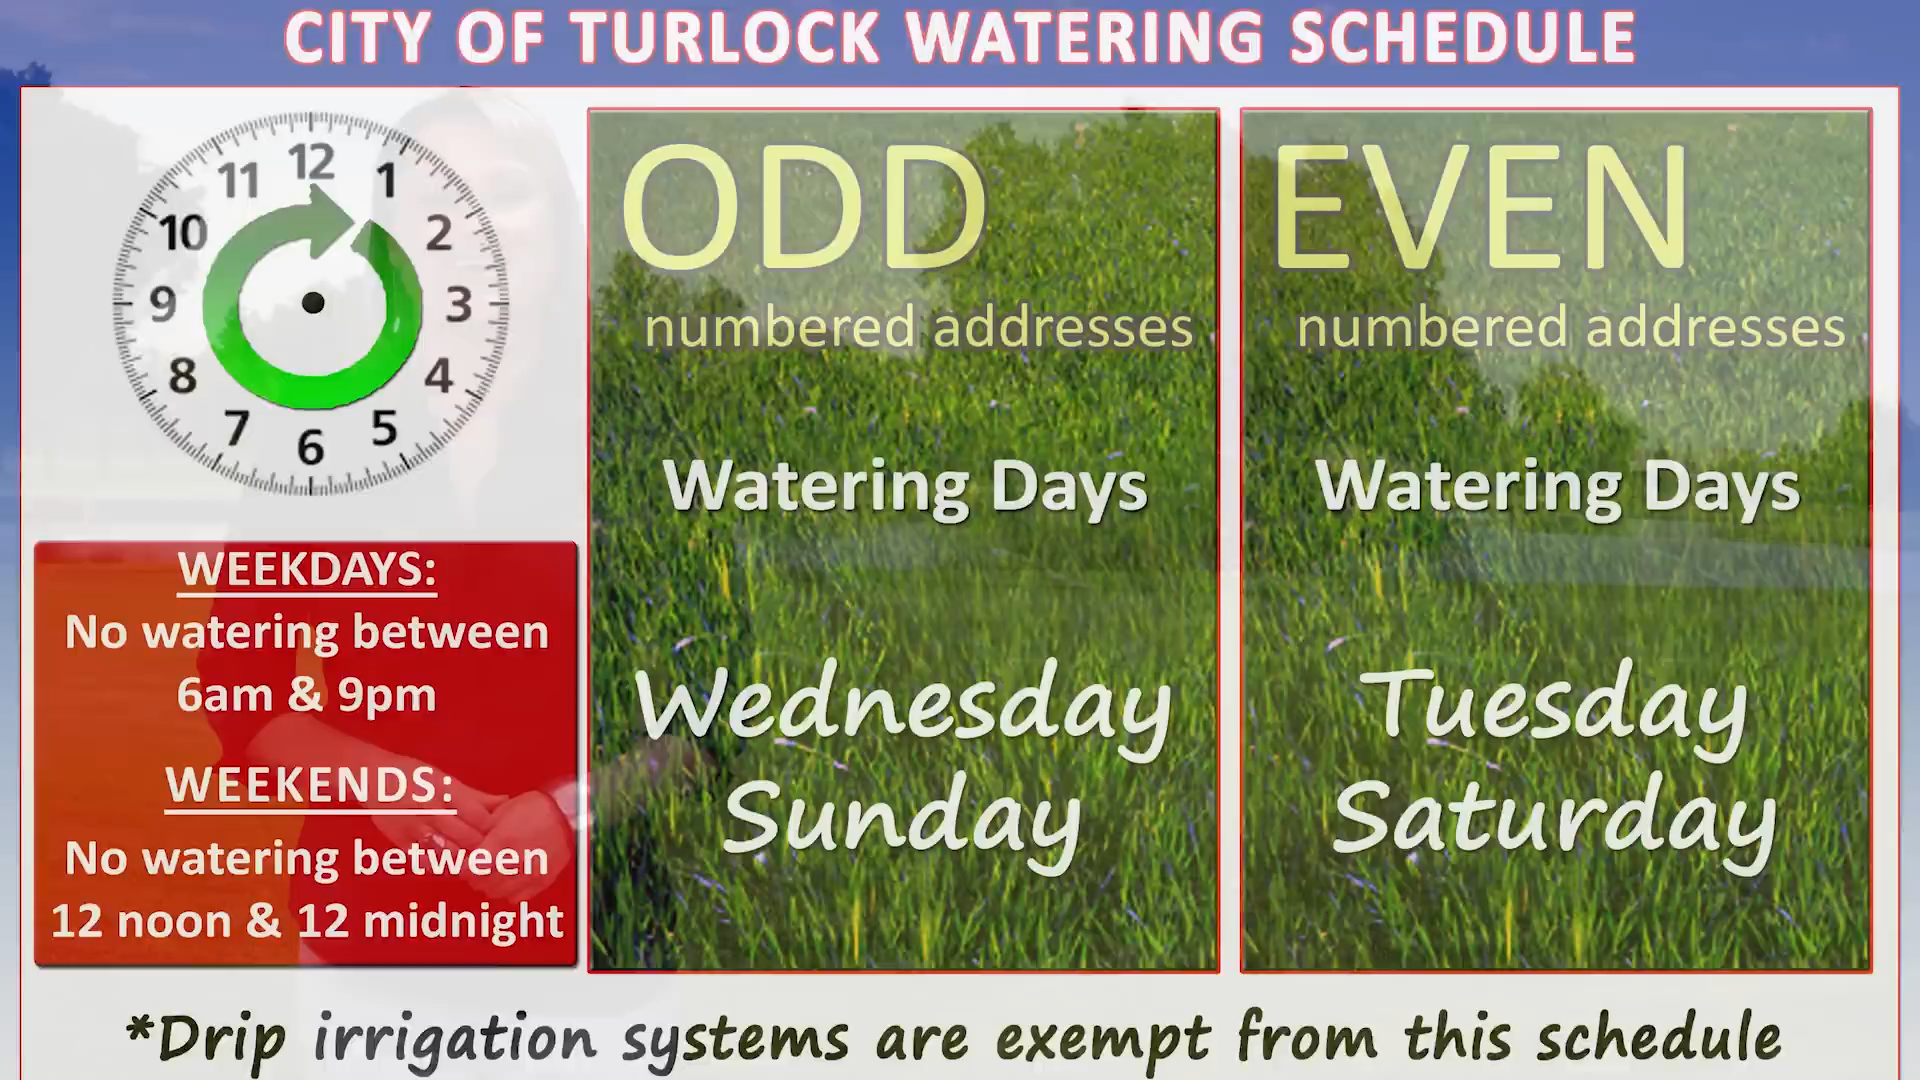 CITY OF TURLOCK WATERING SCHEDULE
12
1
2
3
4
5
6
7
8
9
10
11
WEEKDAYS:
No watering between
6am & 9pm
WEEKENDS:
No watering between
12 noon & 12 midnight
ODD
numbered addresses
Watering Days
Wednesday
Sunday
EVEN
numbered addresses
Watering Days
Tuesday
Saturday
*Drip irrigation systems are exempt from this schedule